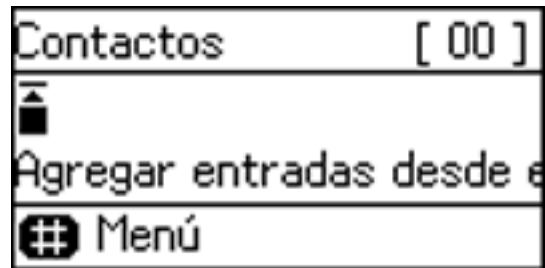 Contactos [ 00 ]
Agregar entradas desde e
# Menú